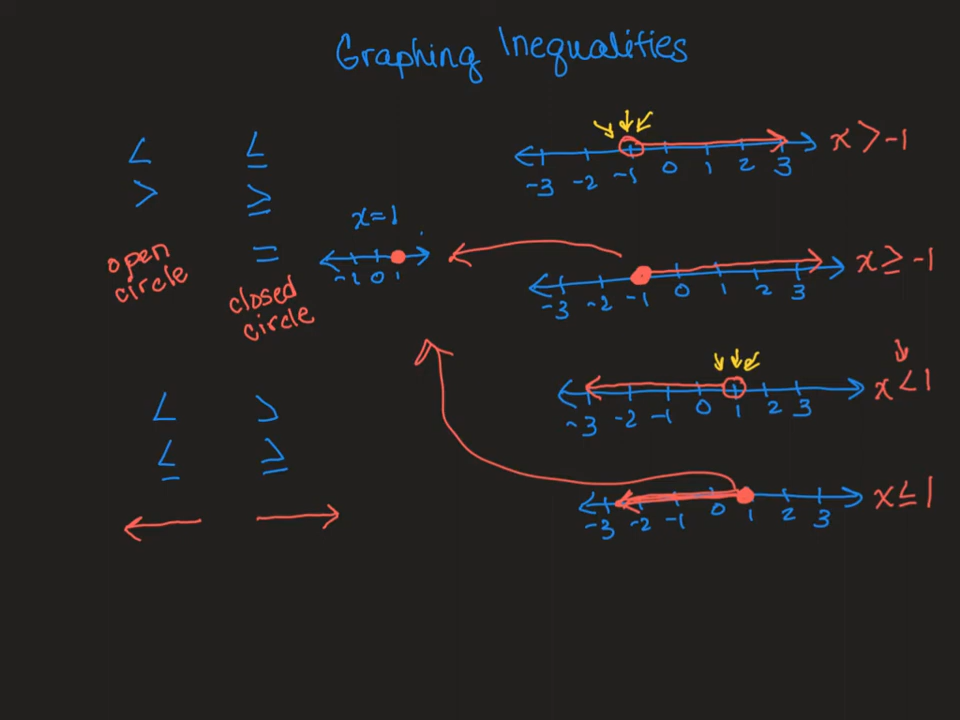 Graphing Inequalities
< ≤
> ≥
open circle
=
closed circle
x=1
-1 0 1
< >
≤ ≥
-3 -2 -1 0 1 2 3
x > -1
-3 -2 -1 0 1 2 3
x ≥ -1
-3 -2 -1 0 1 2 3
x < 1
-3 -2 -1 0 1 2 3
x ≤ 1